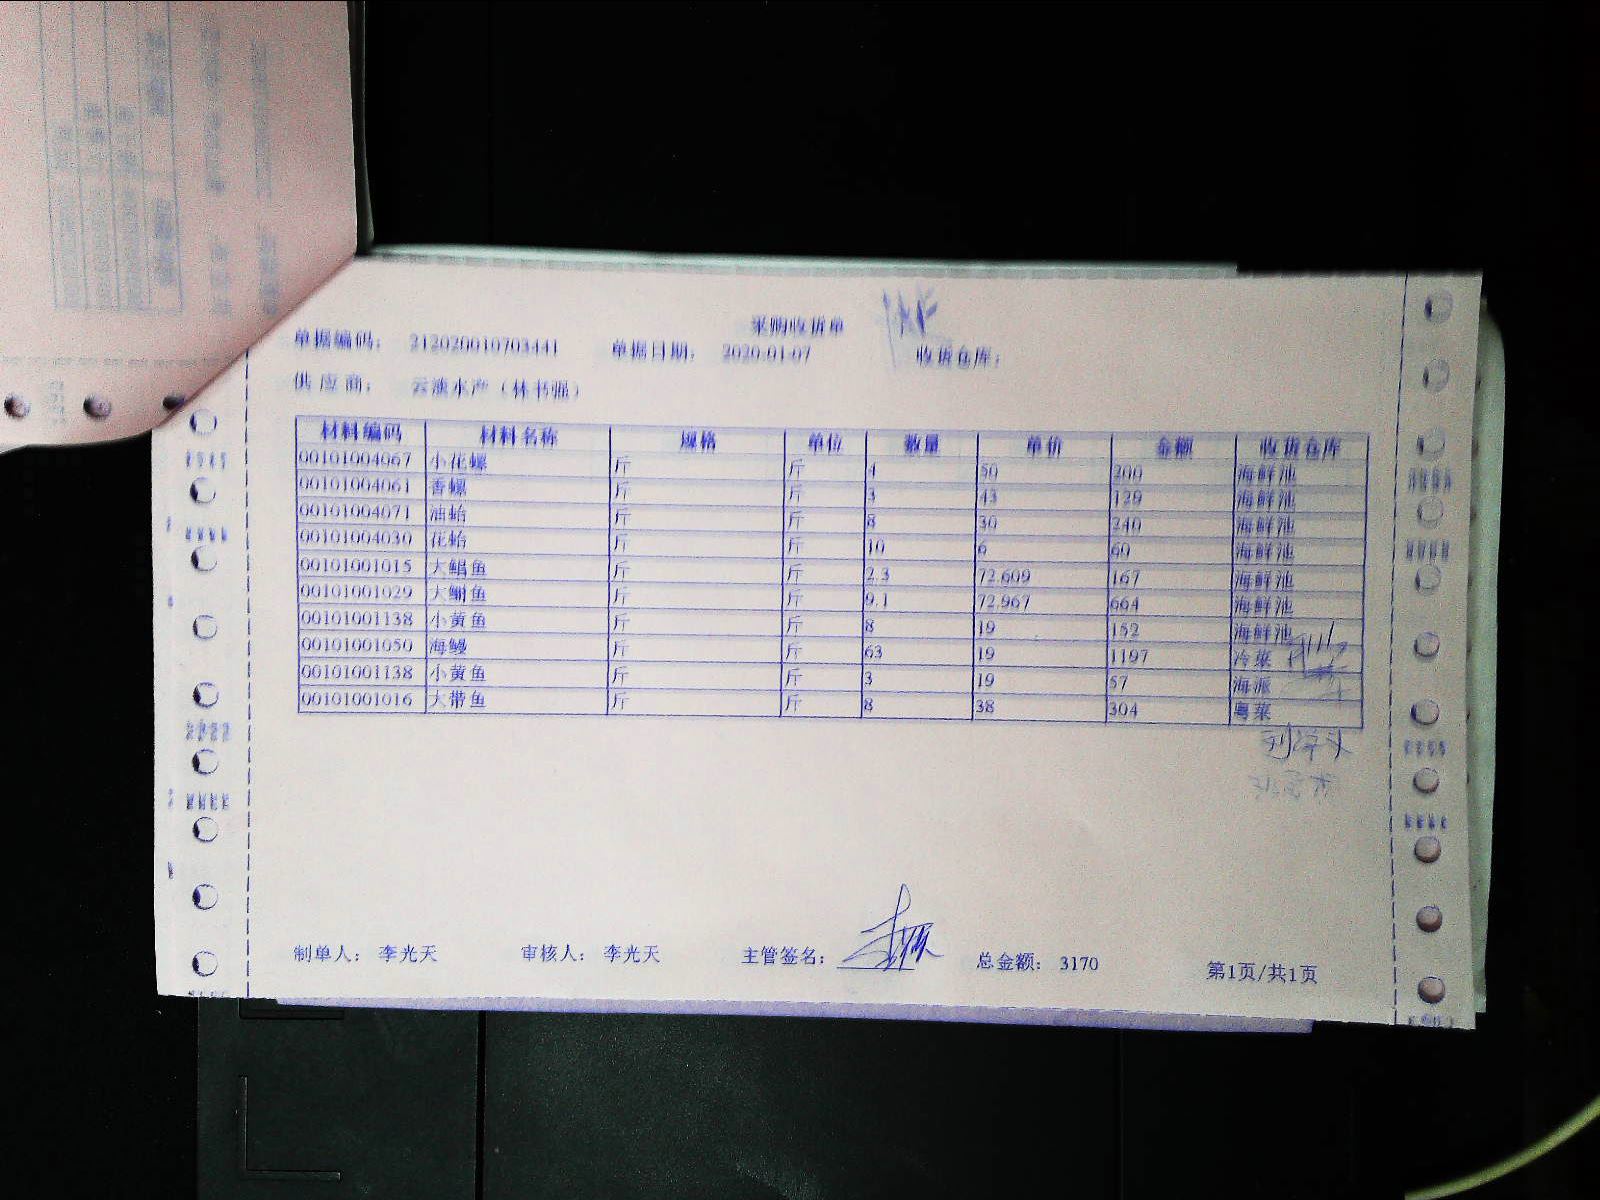 采购收货单
单据编码： 212020010703441 单据日期： 2020-01-07 收货仓库：
供 应 商： 云淡水产（林书强）
材料编码 材料名称 规格 单位 数量 单价 金额 收货仓库
00101004067 小花螺 斤 斤 4 50 200 海鲜池
00101004061 香螺 斤 斤 3 43 129 海鲜池
00101004071 油蛤 斤 斤 8 30 240 海鲜池
00101004030 花蛤 斤 斤 10 6 60 海鲜池
00101001015 大鲳鱼 斤 斤 2.3 72.609 167 海鲜池
00101001029 大鲥鱼 斤 斤 9.1 72.967 664 海鲜池
00101001138 小黄鱼 斤 斤 8 19 152 海鲜池
00101001050 海鳗 斤 斤 63 19 1197 冷菜
00101001138 小黄鱼 斤 斤 3 19 57 海派
00101001016 大带鱼 斤 斤 8 38 304 粤菜
制单人： 李光天 审核人： 李光天 主管签名： 总金额： 3170 第1页/共1页